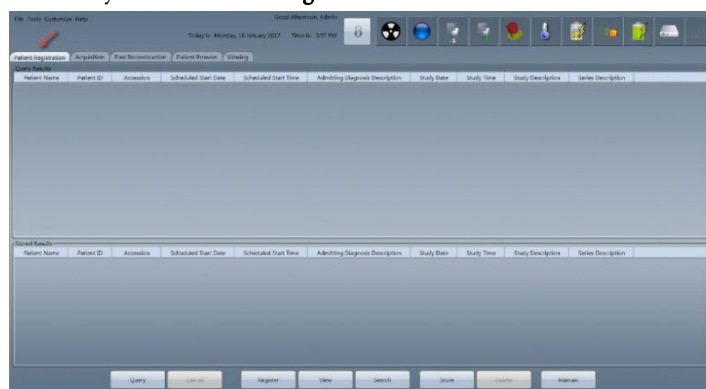 File Tools Customize Help
Good Afternoon, Admin
Today is: Monday, 16 January 2017 Time is: 3:57 PM
Patient Registration Acquisition Post Reconstruction Patient Browser Viewing
Query Results
Patient Name Patient ID Accession Scheduled Start Date Scheduled Start Time Admitting Diagnosis Description Study Date Study Time Study Description Series Description
Stored Results
Patient Name Patient ID Accession Scheduled Start Date Scheduled Start Time Admitting Diagnosis Description Study Date Study Time Study Description Series Description
Query Cancel Register View Search Store Delete Manual